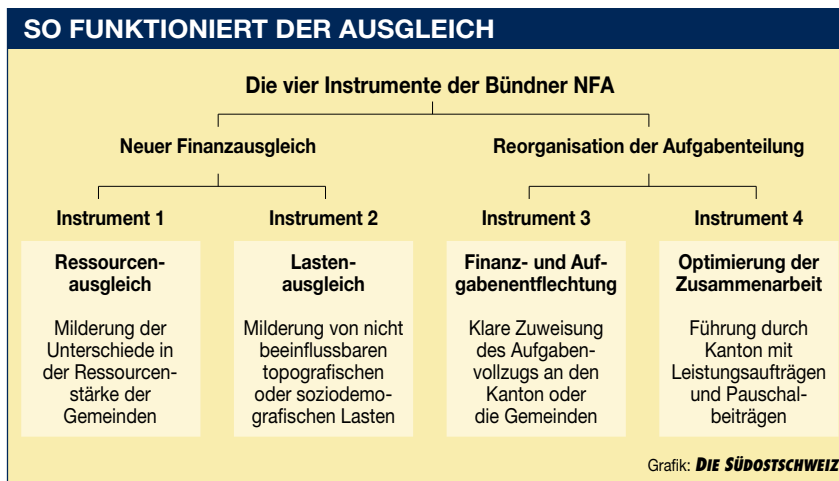 SO FUNKTIONIERT DER AUSGLEICH
Die vier Instrumente der Bündner NFA
Neuer Finanzausgleich
Reorganisation der Aufgabenteilung
Instrument 1
Ressourcen-
ausgleich
Milderung der
Unterschiede in
der Ressourcen-
stärke der
Gemeinden
Instrument 2
Lasten-
ausgleich
Milderung von nicht
beeinflussbaren
topografischen
oder soziodemo-
grafischen Lasten
Instrument 3
Finanz- und Auf-
gabenentflechtung
Klare Zuweisung
des Aufgaben-
vollzugs an den
Kanton oder
die Gemeinden
Instrument 4
Optimierung der
Zusammenarbeit
Führung durch
Kanton mit
Leistungsaufträgen
und Pauschal-
beiträgen
Grafik: DIE SÜDOSTSCHWEIZ